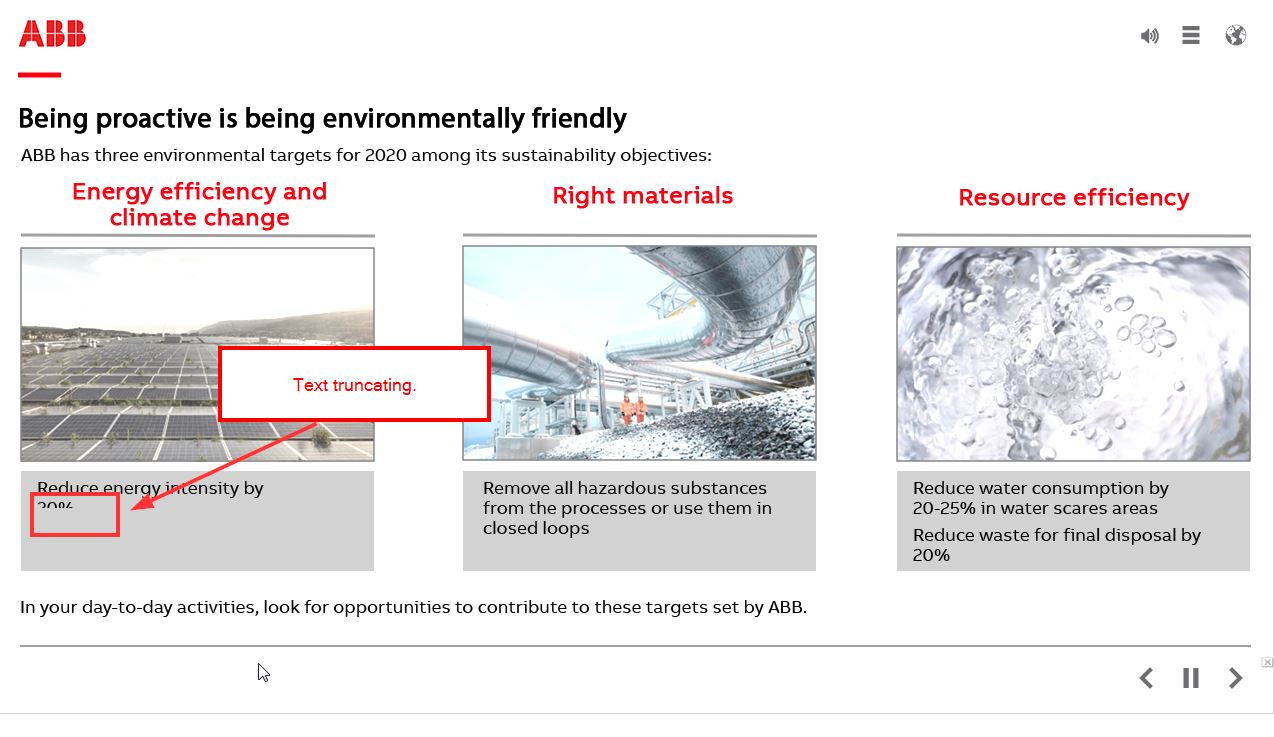 ABB
Being proactive is being environmentally friendly
ABB has three environmental targets for 2020 among its sustainability objectives:
Energy efficiency and
climate change
Right materials
Resource efficiency
Text truncating.
Reduce energy intensity by
20%
Remove all hazardous substances
from the processes or use them in
closed loops
Reduce water consumption by
20-25% in water scares areas
Reduce waste for final disposal by
20%
In your day-to-day activities, look for opportunities to contribute to these targets set by ABB.